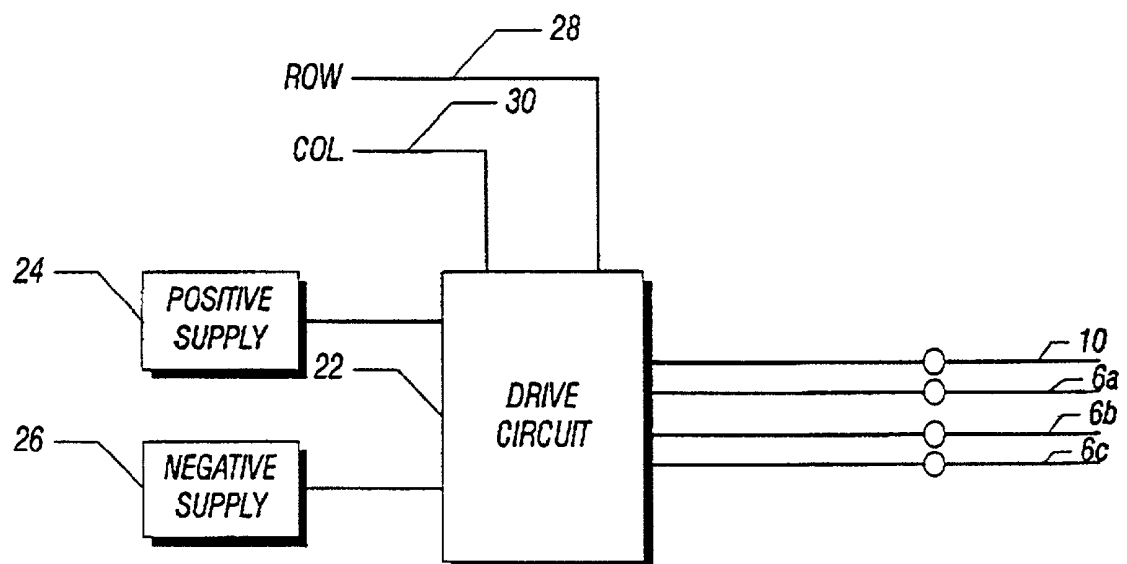 28
ROW
30
COL.
24
POSITIVE
SUPPLY
22
10
6a
DRIVE
CIRCUIT
6b
6c
26
NEGATIVE
SUPPLY